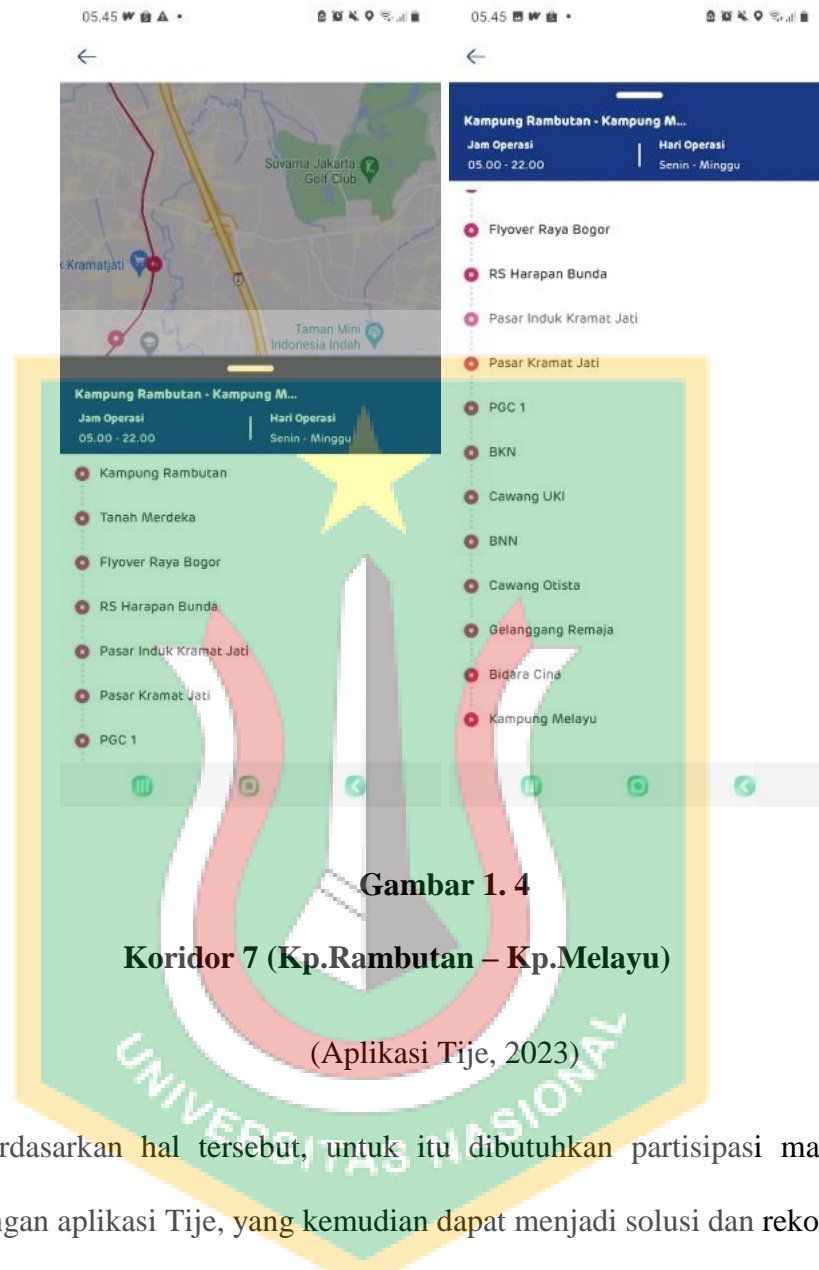 05.45
Suvarna Jakarta
Golf Club
Kramatjati
Taman Mini
Indonesia Indah
Kampung Rambutan - Kampung M...
Jam Operasi
Hari Operasi
05.00 - 22.00
Senin - Minggu
Kampung Rambutan
Tanah Merdeka
Flyover Raya Bogor
RS Harapan Bunda
Pasar Induk Kramat Jati
Pasar Kramat Jati
PGC 1
05.45
Kampung Rambutan - Kampung M...
Jam Operasi
Hari Operasi
05.00 - 22.00
Senin - Minggu
Flyover Raya Bogor
RS Harapan Bunda
Pasar Induk Kramat Jati
Pasar Kramat Jati
PGC 1
BKN
Cawang UKI
BNN
Cawang Otista
Gelanggang Remaja
Bidara Cina
Kampung Melayu
Gambar 1. 4
Koridor 7 (Kp.Rambutan – Kp.Melayu)
(Aplikasi Tije, 2023)
UNIVERSITAS NASIONAL
rdasarkan hal tersebut, untuk itu dibutuhkan partisipasi ma
ngan aplikasi Tije, yang kemudian dapat menjadi solusi dan reko